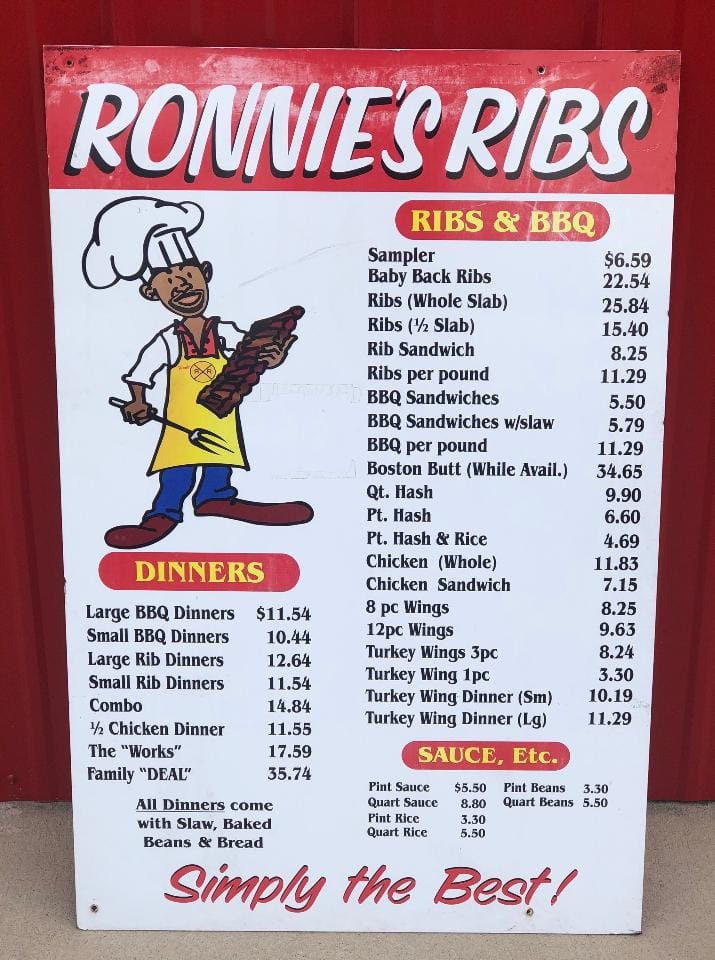 RONNIE'S RIBS
RIBS & BBQ
Sampler $6.59
Baby Back Ribs 22.54
Ribs (Whole Slab) 25.84
Ribs (½ Slab) 15.40
Rib Sandwich 8.25
Ribs per pound 11.29
BBQ Sandwiches 5.50
BBQ Sandwiches w/slaw 5.79
BBQ per pound 11.29
Boston Butt (While Avail.) 34.65
Qt. Hash 9.90
Pt. Hash 6.60
Pt. Hash & Rice 4.69
Chicken (Whole) 11.83
Chicken Sandwich 7.15
8 pc Wings 8.25
12pc Wings 9.63
Turkey Wings 3pc 8.24
Turkey Wing 1pc 3.30
Turkey Wing Dinner (Sm) 10.19
Turkey Wing Dinner (Lg) 11.29
DINNERS
Large BBQ Dinners $11.54
Small BBQ Dinners 10.44
Large Rib Dinners 12.64
Small Rib Dinners 11.54
Combo 14.84
½ Chicken Dinner 11.55
The "Works" 17.59
Family "DEAL" 35.74
All Dinners come
with Slaw, Baked
Beans & Bread
SAUCE, Etc.
Pint Sauce $5.50 Pint Beans 3.30
Quart Sauce 8.80 Quart Beans 5.50
Pint Rice 3.30
Quart Rice 5.50
Simply the Best!